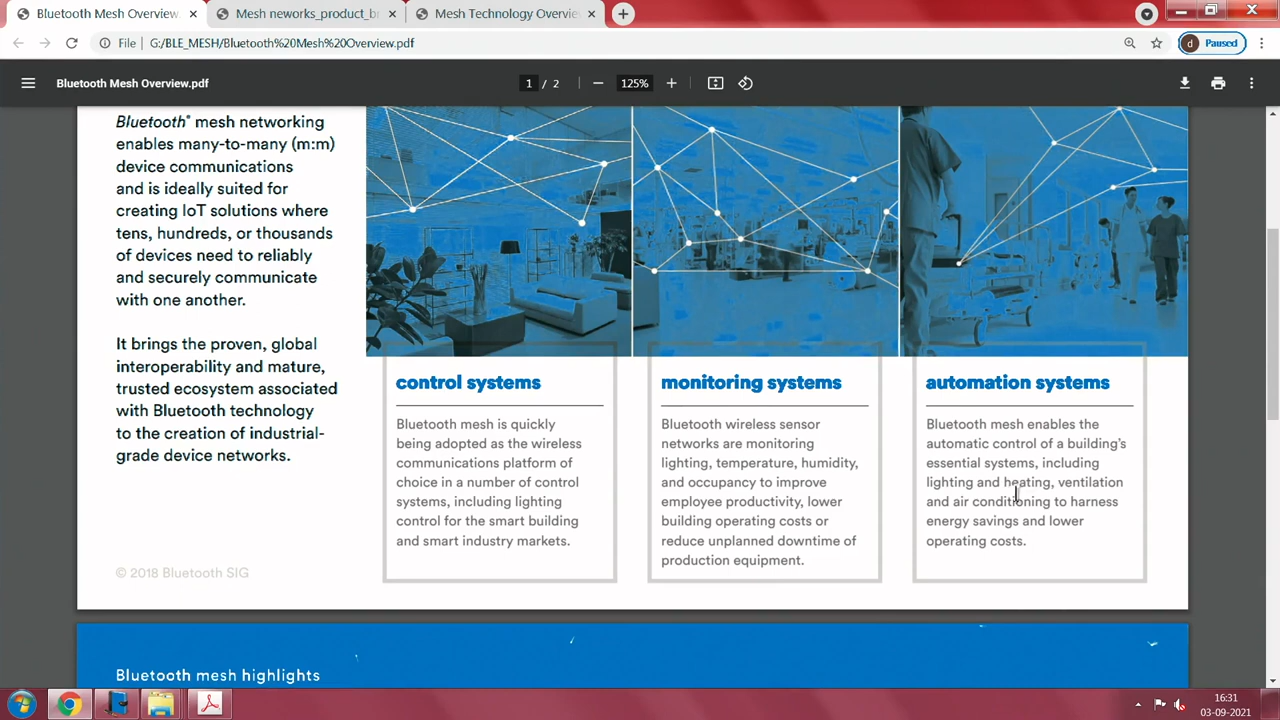 Bluetooth Mesh Overview.
Mesh neworks_product_b
Mesh Technology Overvie
File G:/BLE_MESH/Bluetooth%20Mesh%20Overview.pdf
d Paused
Bluetooth Mesh Overview.pdf
1 / 2
125%
Bluetooth® mesh networking
enables many-to-many (m:m)
device communications
and is ideally suited for
creating IoT solutions where
tens, hundreds, or thousands
of devices need to reliably
and securely communicate
with one another.
It brings the proven, global
interoperability and mature,
trusted ecosystem associated
with Bluetooth technology
to the creation of industrial-
grade device networks.
© 2018 Bluetooth SIG
control systems
Bluetooth mesh is quickly
being adopted as the wireless
communications platform of
choice in a number of control
systems, including lighting
control for the smart building
and smart industry markets.
monitoring systems
Bluetooth wireless sensor
networks are monitoring
lighting, temperature, humidity,
and occupancy to improve
employee productivity, lower
building operating costs or
reduce unplanned downtime of
production equipment.
automation systems
Bluetooth mesh enables the
automatic control of a building's
essential systems, including
lighting and heating, ventilation
and air conditioning to harness
energy savings and lower
operating costs.
Bluetooth mesh highlights
16:31
03-09-2021